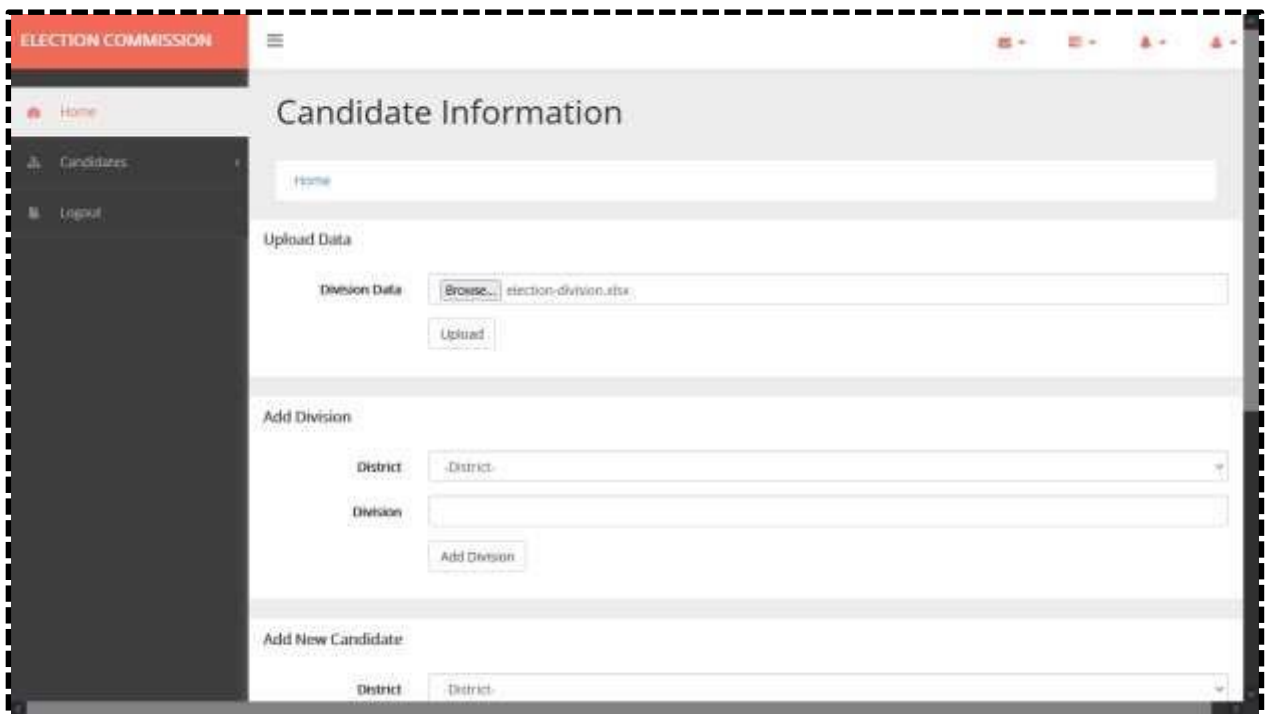 ELECTION COMMISSION
Home
Candidates
Logout
Candidate Information
Home
Upload Data
Division Data Browse... election-division.xlsx
Upload
Add Division
District -District-
Division
Add Division
Add New Candidate
District -District-